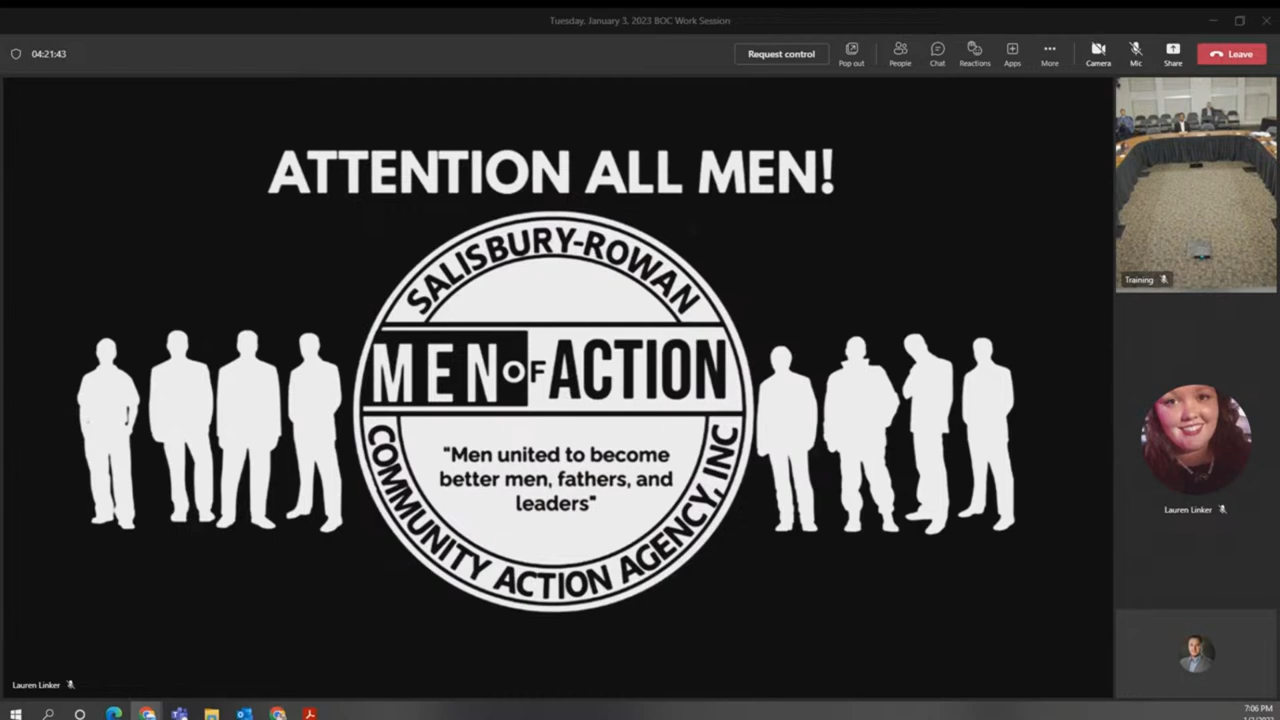 Tuesday, January 3, 2023 BOC Work Session
04:21:43
Request control
Pop out
People
Chat
Reactions
Apps
More
Camera
Mic
Share
Leave
ATTENTION ALL MEN!
SALISBURY-ROWAN
MEN OF ACTION
"Men united to become
better men, fathers, and
leaders"
COMMUNITY ACTION AGENCY, INC
Training
Lauren Linker
Lauren Linker
7:06 PM